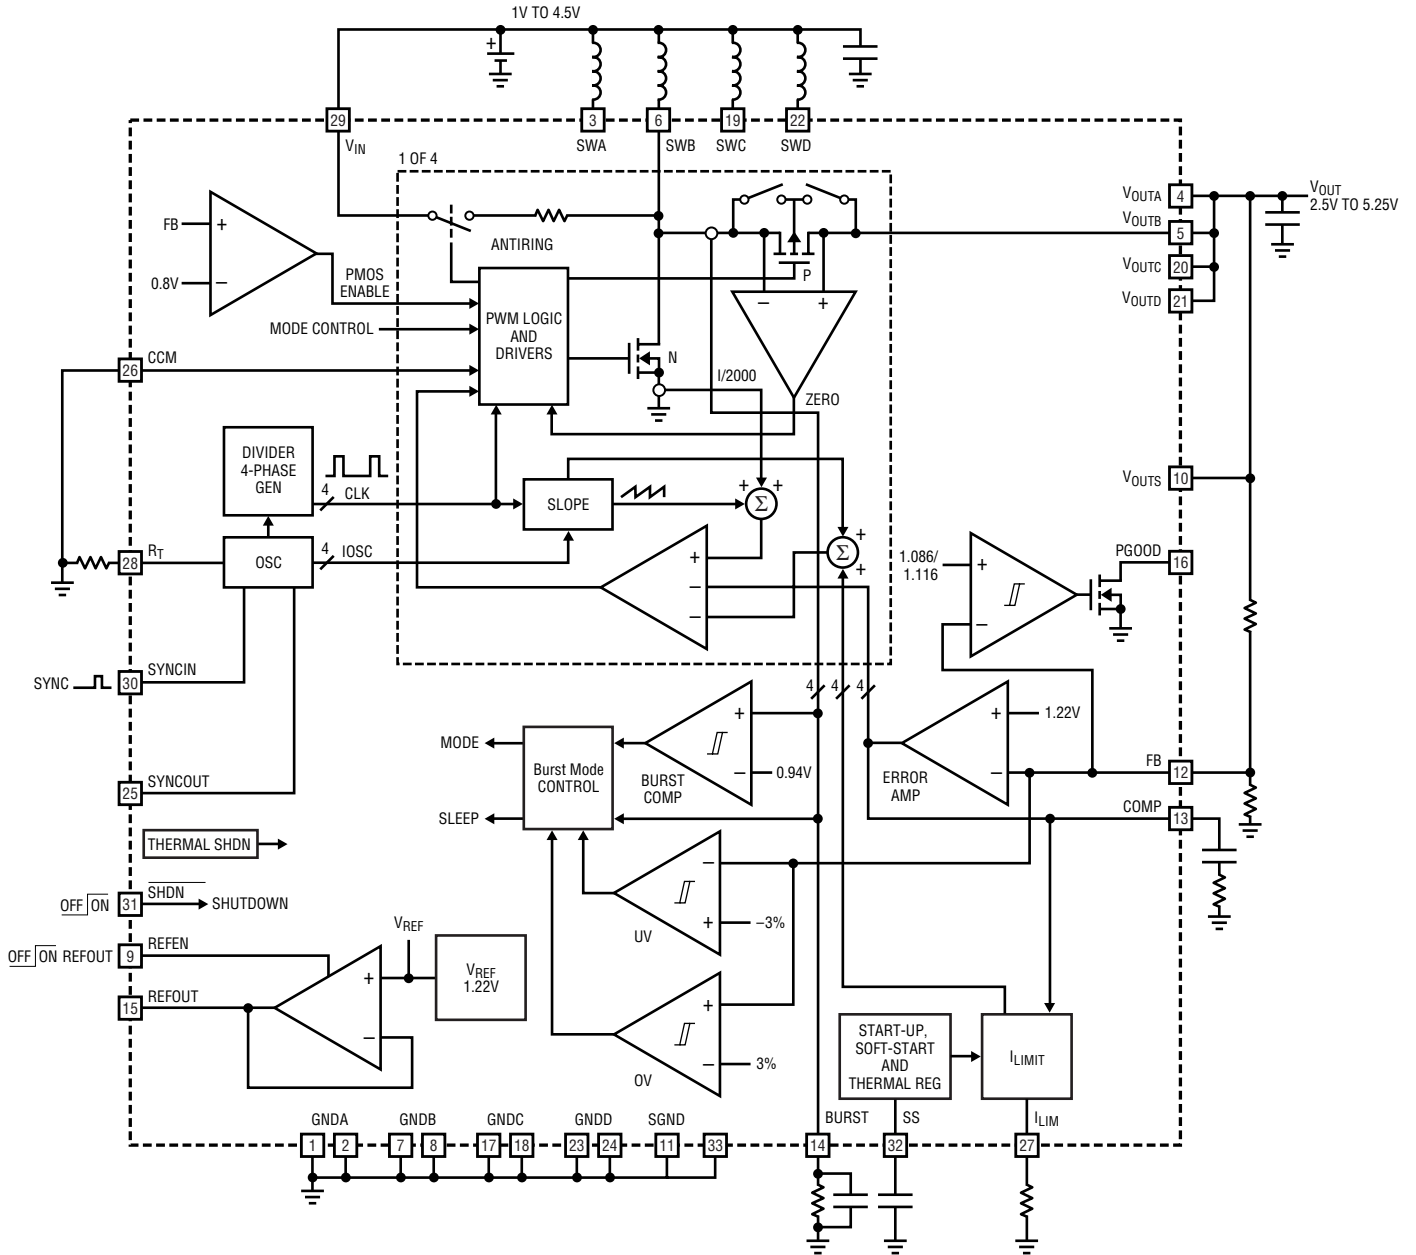 1V TO 4.5V
+
29
3
6
19
22
VIN
SWA
SWB
SWC
SWD
1 OF 4
FB
+
0.8V
–
ANTIRING
PMOS
ENABLE
MODE CONTROL
PWM LOGIC
AND
DRIVERS
P
–
+
N
I/2000
ZERO
VOUTA
4
VOUT
2.5V TO 5.25V
VOUTB
5
VOUTC
20
VOUTD
21
26
CCM
DIVIDER
4-PHASE
GEN
4
CLK
SLOPE
+
+
Σ
VOUTS
10
28
RT
OSC
4
IOSC
+
–
–
+
Σ
+
1.086/
1.116
+
–
PGOOD
16
SYNC
30
SYNCIN
25
SYNCOUT
4
4
4
MODE
SLEEP
Burst Mode
CONTROL
+
–
0.94V
BURST
COMP
+
1.22V
–
ERROR
AMP
FB
12
COMP
13
THERMAL SHDN
OFF ON
31
SHDN
SHUTDOWN
–
+
–3%
UV
OFF ON REFOUT
9
REFEN
15
REFOUT
+
–
VREF
VREF
1.22V
+
–
3%
OV
START-UP,
SOFT-START
AND
THERMAL REG
ILIMIT
GNDA
GNDB
GNDC
GNDD
SGND
BURST
SS
ILIM
1
2
7
8
17
18
23
24
11
33
14
32
27